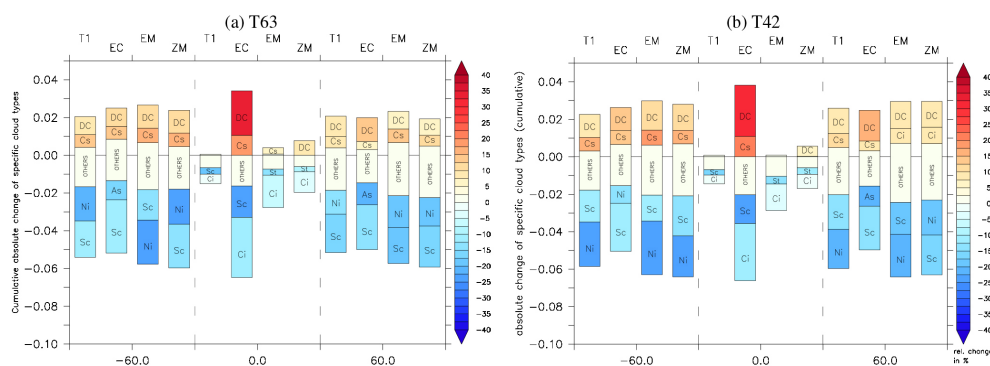 (a) T63
T1 EC EM ZM T1 EC EM ZM T1 EC EM ZM
Cumulative absolute change of specific cloud types
0.04
0.02
0.00
−0.02
−0.04
−0.06
−0.08
−0.10
−60.0 0.0 60.0
DC Cs OTHERS Ni Sc
DC Cs OTHERS As Sc
DC Cs OTHERS Sc Ni
DC Cs OTHERS Ni Sc
Sc Ci
DC Cs OTHERS Sc Ci
Cs St Ci
DC St Ci
DC Cs OTHERS Ni Sc
DC Cs OTHERS As Sc
DC Cs OTHERS Ni Sc
DC Cs OTHERS Ni Sc
40
35
30
25
20
15
10
5
0
−5
−10
−15
−20
−25
−30
−35
−40
(b) T42
T1 EC EM ZM T1 EC EM ZM T1 EC EM ZM
absolute change of specific cloud types (cumulative)
0.04
0.02
0.00
−0.02
−0.04
−0.06
−0.08
−0.10
−60.0 0.0 60.0
DC Cs OTHERS Sc Ni
DC Cs OTHERS Ni Sc
DC Cs OTHERS Sc Ni
DC Cs OTHERS Sc Ni
Sc Ci
DC Cs OTHERS Sc Ci
St Ci
DC St Ci
DC Cs OTHERS Sc Ni
DC Cs OTHERS As Sc
DC Ci OTHERS Sc Ni
DC Ci OTHERS Ni Sc
40
35
30
25
20
15
10
5
0
−5
−10
−15
−20
−25
−30
−35
−40
rel. change
in %